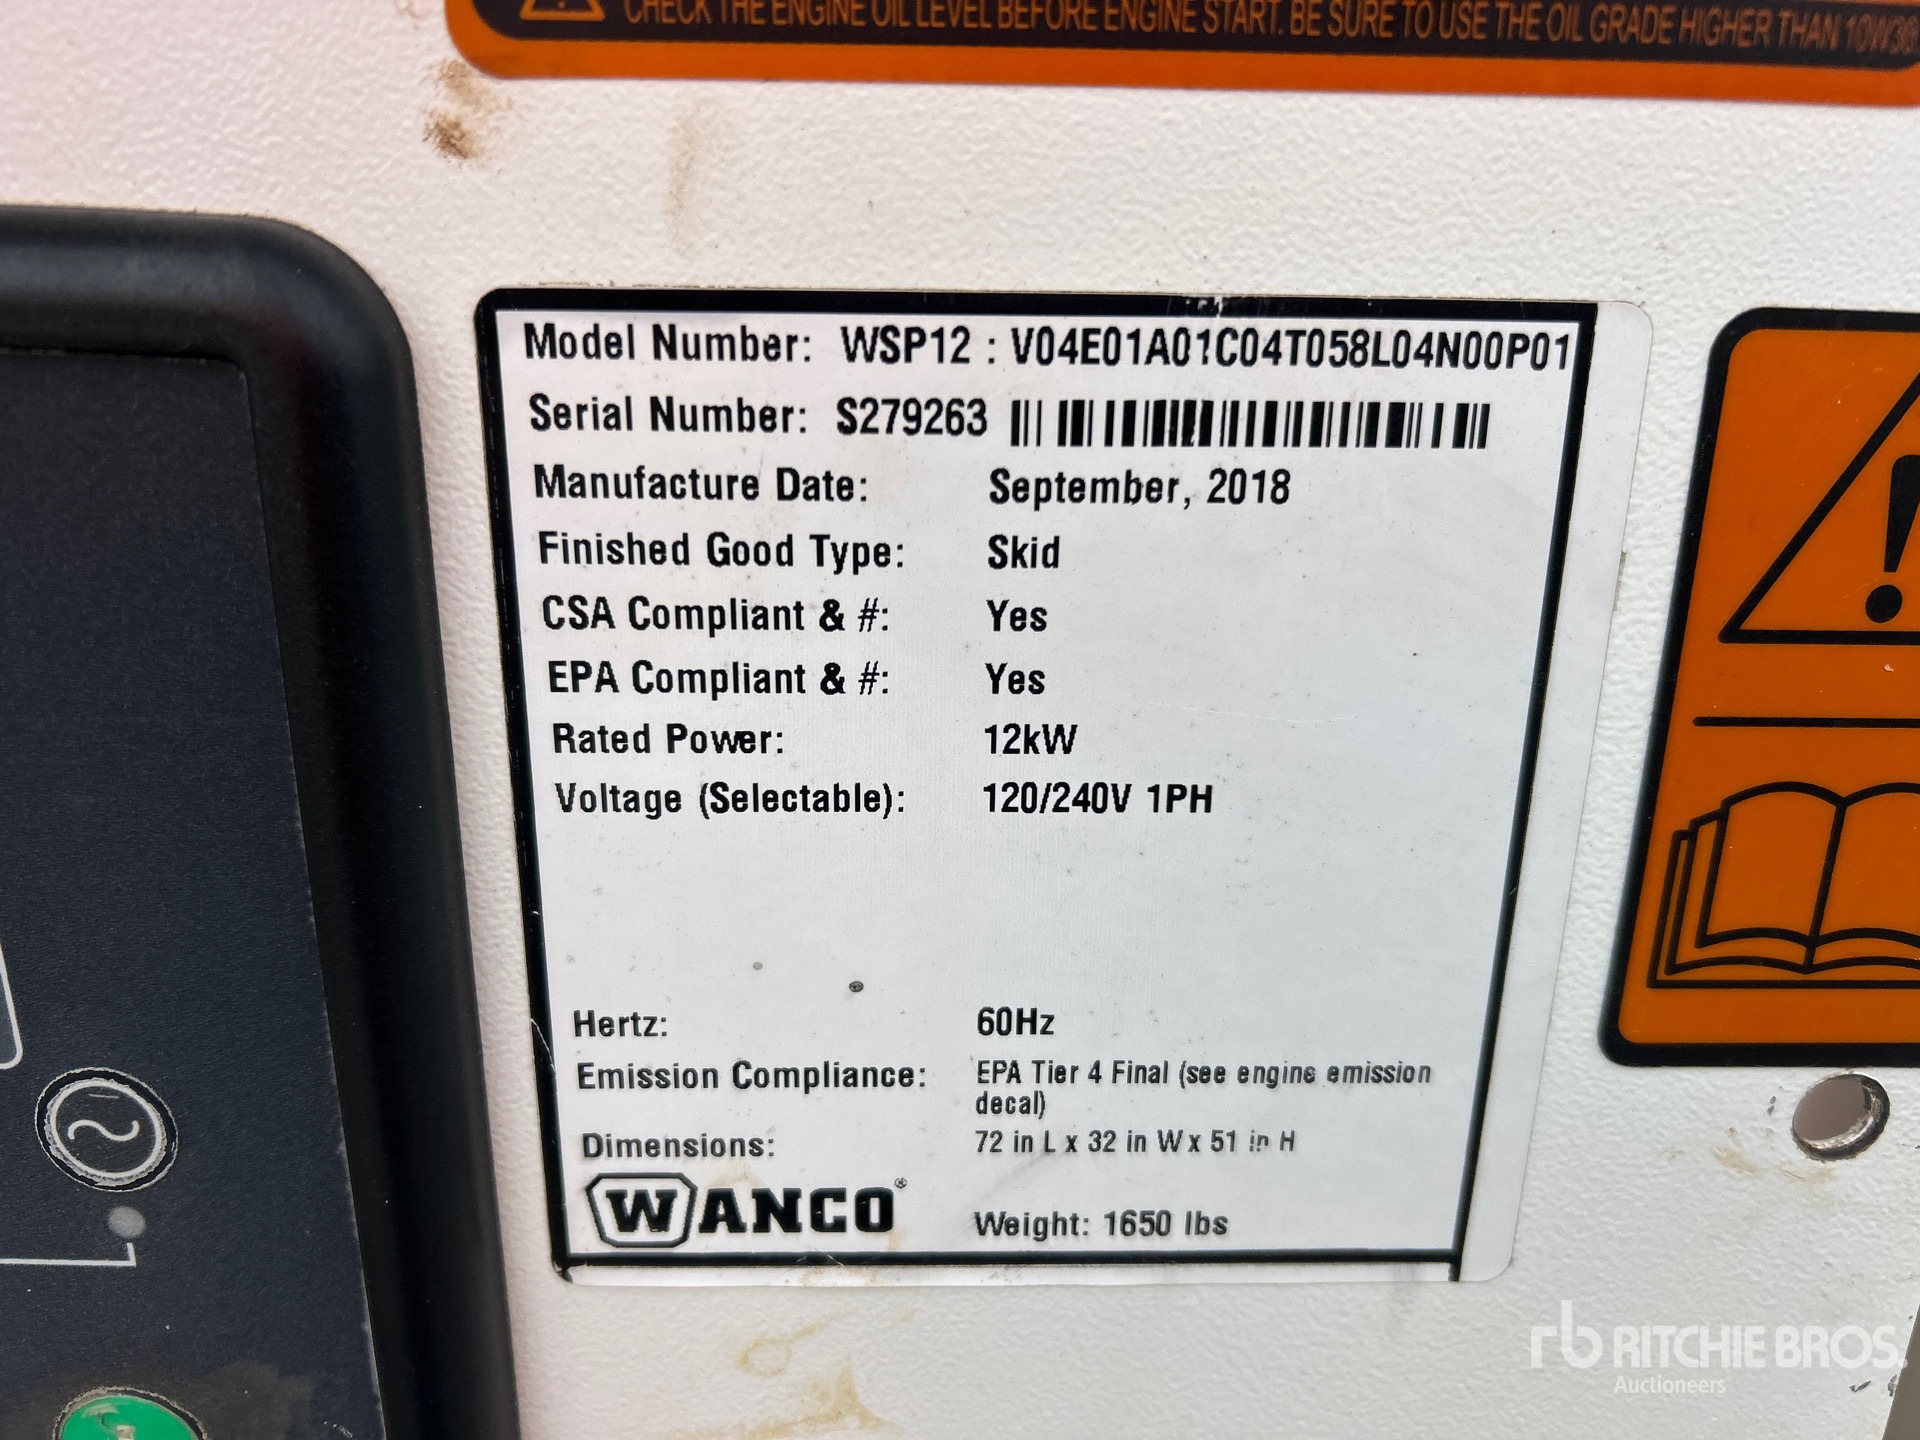 CHECK THE ENGINE OIL LEVEL BEFORE ENGINE START. BE SURE TO USE THE OIL GRADE HIGHER THAN
Model Number: WSP12 : V04E01A01C04T058L04N00P01
Serial Number: S279263
Manufacture Date: September, 2018
Finished Good Type: Skid
CSA Compliant & #: Yes
EPA Compliant & #: Yes
Rated Power: 12kW
Voltage (Selectable): 120/240V 1PH
Hertz: 60Hz
Emission Compliance: EPA Tier 4 Final (see engine emission
decal)
Dimensions: 72 in L x 32 in W x 51 in H
WANCO®
Weight: 1650 lbs
rb RITCHIE BROS.
Auctioneers